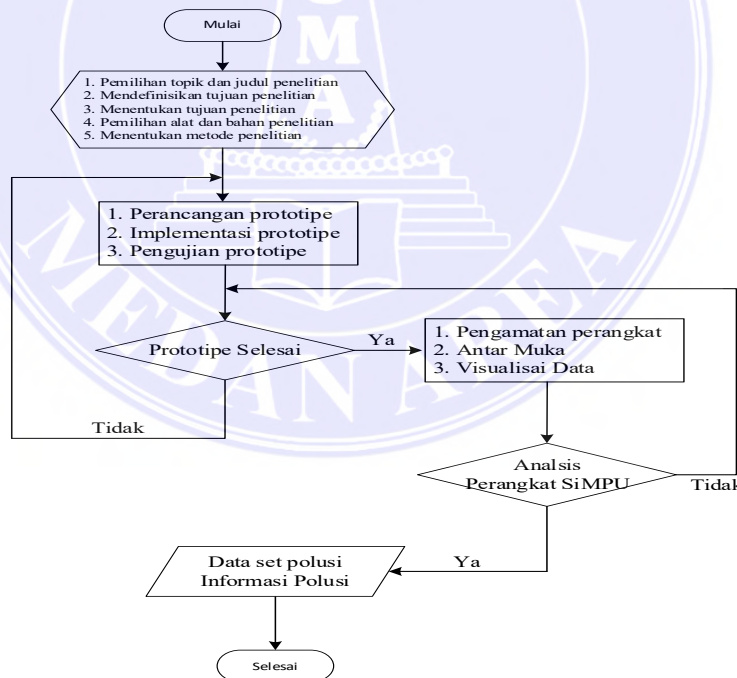 Mulai
1. Pemilihan topik dan judul penelitian
2. Mendefinisikan tujuan penelitian
3. Menentukan tujuan penelitian
4. Pemilihan alat dan bahan penelitian
5. Menentukan metode penelitian
1. Perancangan prototipe
2. Implementasi prototipe
3. Pengujian prototipe
Prototipe Selesai
Ya
1. Pengamatan perangkat
2. Antar Muka
3. Visualisai Data
Tidak
Analsis
Perangkat SiMPU
Tidak
Ya
Data set polusi
Informasi Polusi
Selesai
UMA
MEDAN AREA